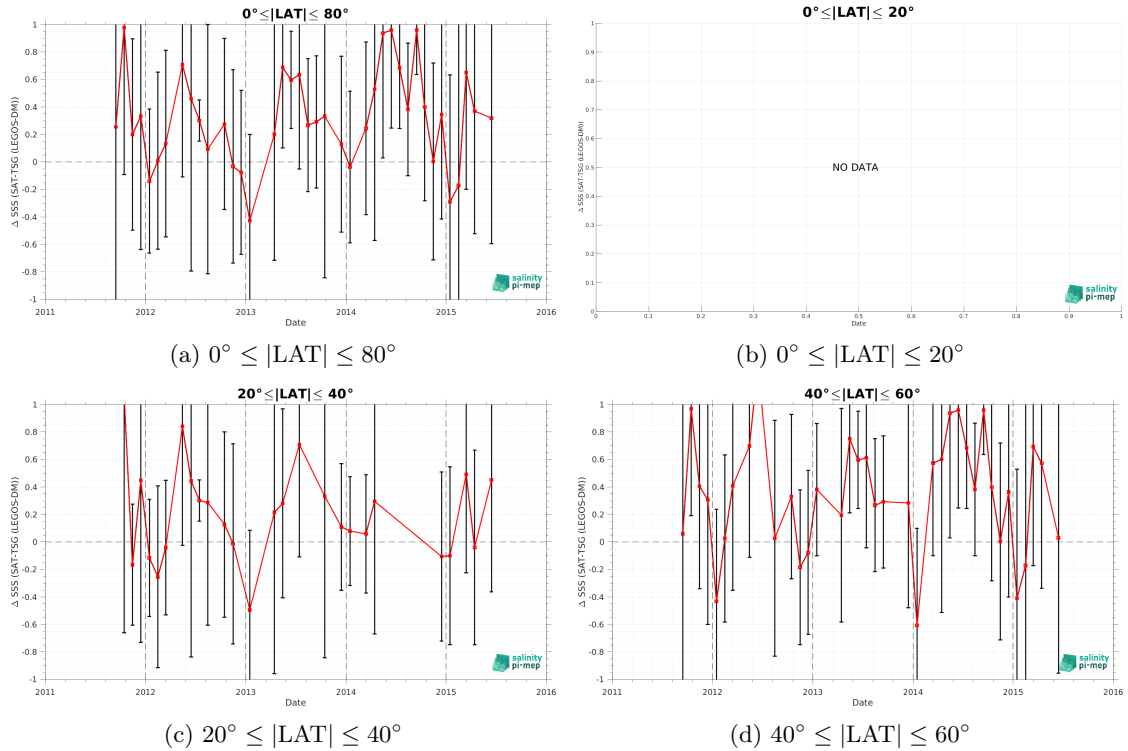 0°≤|LAT|≤ 80°
Δ SSS (SAT-TSG (LEGOS-DM))
1
0.8
0.6
0.4
0.2
0
-0.2
-0.4
-0.6
-0.8
-1
2011 2012 2013 2014 2015 2016
Date
salinity
pi-mep
(a) 0° ≤ |LAT| ≤ 80°
0°≤|LAT|≤ 20°
Δ SSS (SAT-TSG (LEGOS-DM))
1
0.9
0.8
0.7
0.6
0.5
0.4
0.3
0.2
0.1
0
NO DATA
0 0.1 0.2 0.3 0.4 0.5 0.6 0.7 0.8 0.9 1
Date
salinity
pi-mep
(b) 0° ≤ |LAT| ≤ 20°
20°≤|LAT|≤ 40°
Δ SSS (SAT-TSG (LEGOS-DM))
1
0.8
0.6
0.4
0.2
0
-0.2
-0.4
-0.6
-0.8
-1
2011 2012 2013 2014 2015 2016
Date
salinity
pi-mep
(c) 20° ≤ |LAT| ≤ 40°
40°≤|LAT|≤ 60°
Δ SSS (SAT-TSG (LEGOS-DM))
1
0.8
0.6
0.4
0.2
0
-0.2
-0.4
-0.6
-0.8
-1
2011 2012 2013 2014 2015 2016
Date
salinity
pi-mep
(d) 40° ≤ |LAT| ≤ 60°